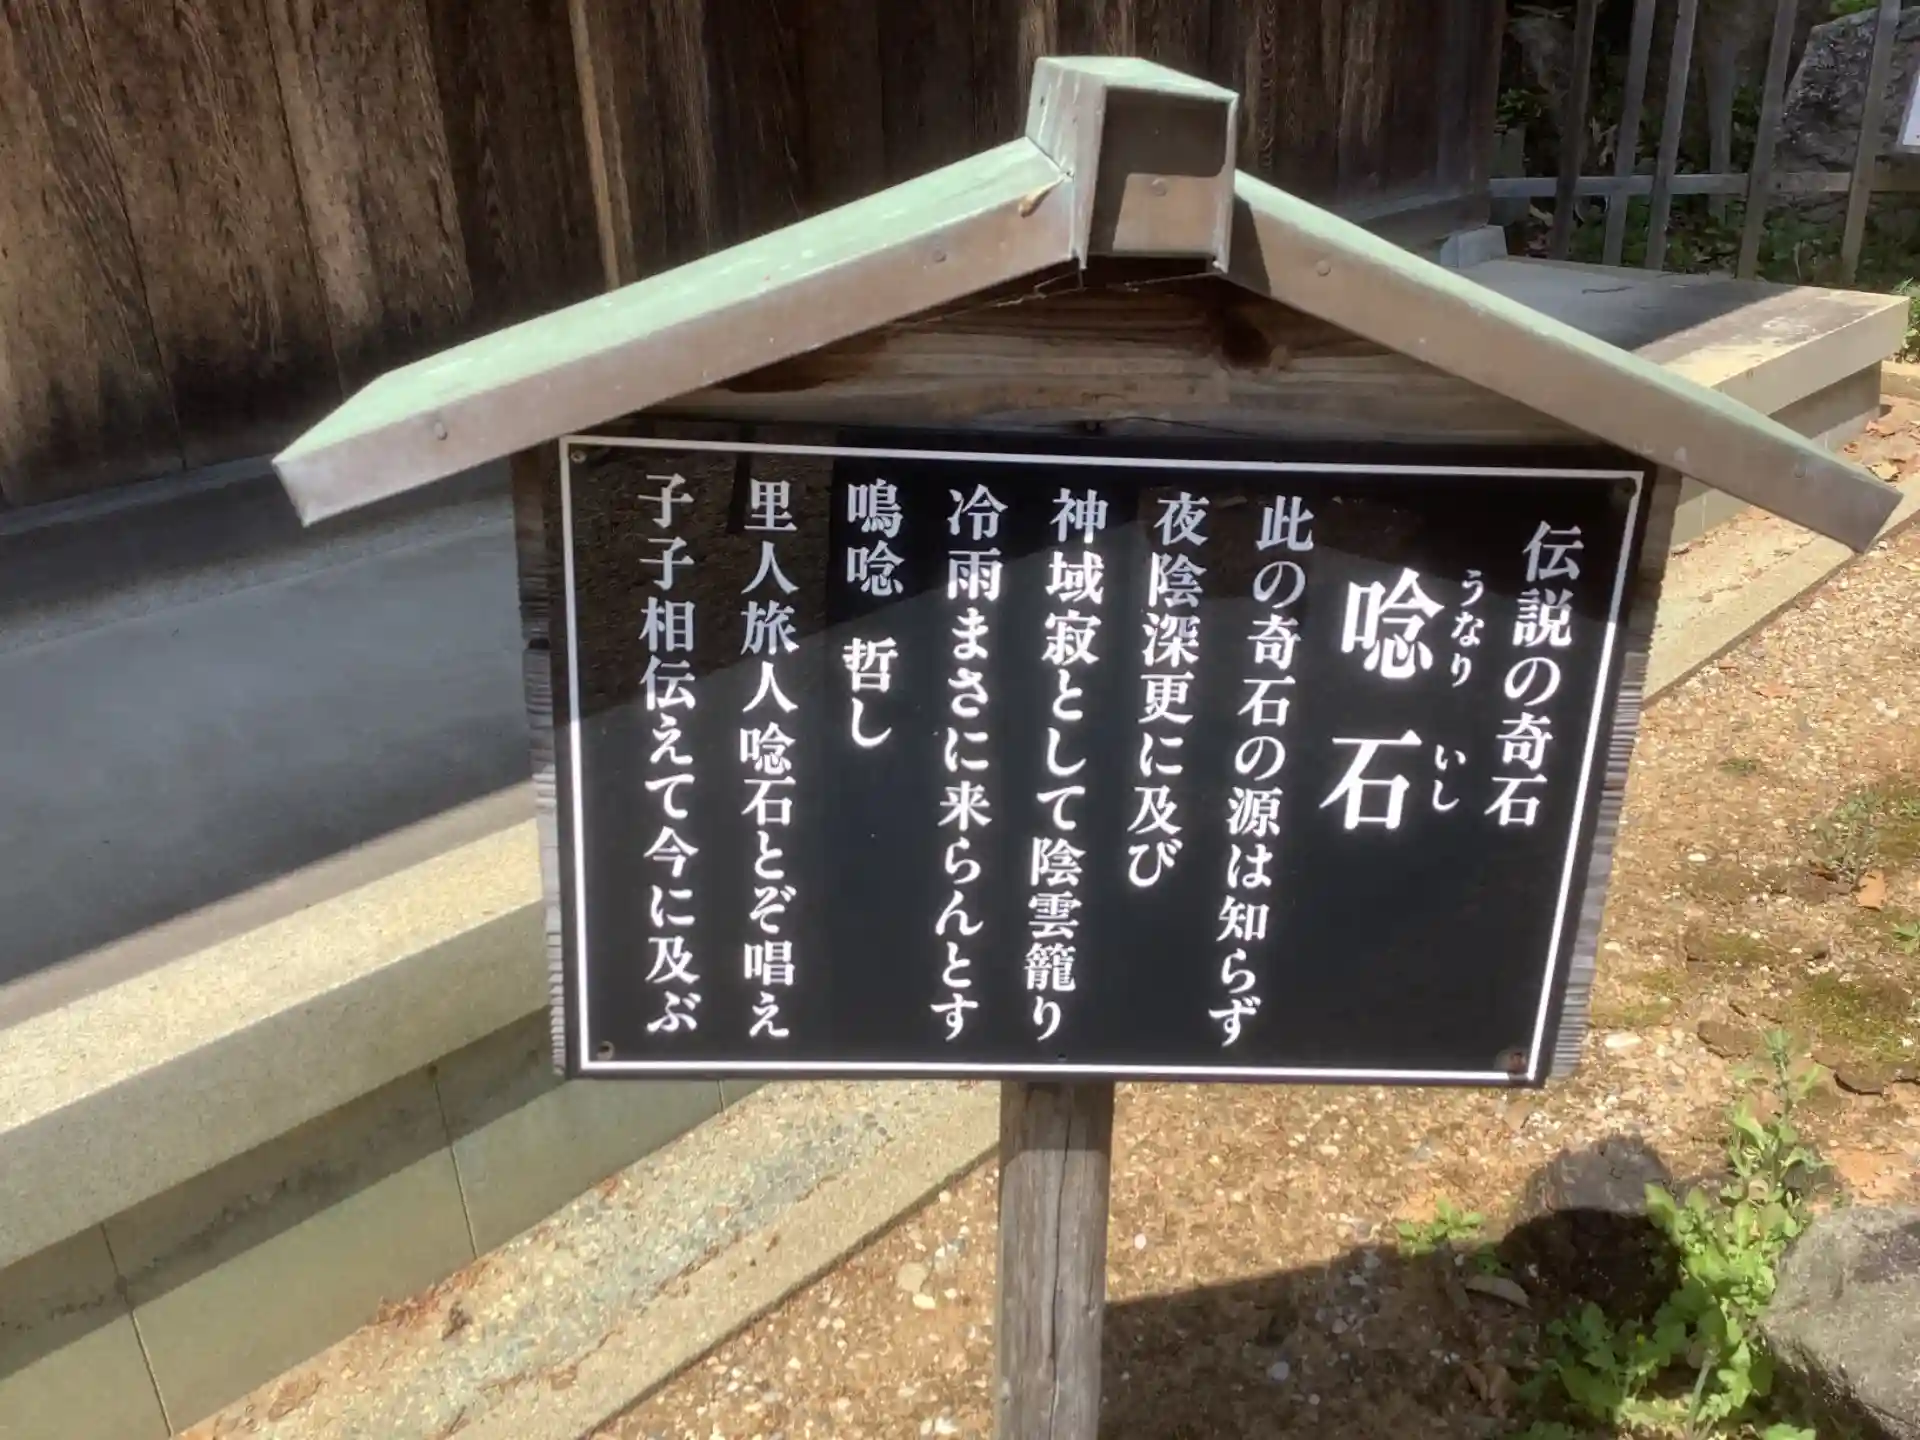 伝説の奇石
うなり いし
唸石
此の奇石の源は知らず
夜陰深更に及び
神域寂として陰雲籠り
冷雨まさに来らんとす
鳴唸 哲し
里人旅人唸石とぞ唱え
子子相伝えて今に及ぶ